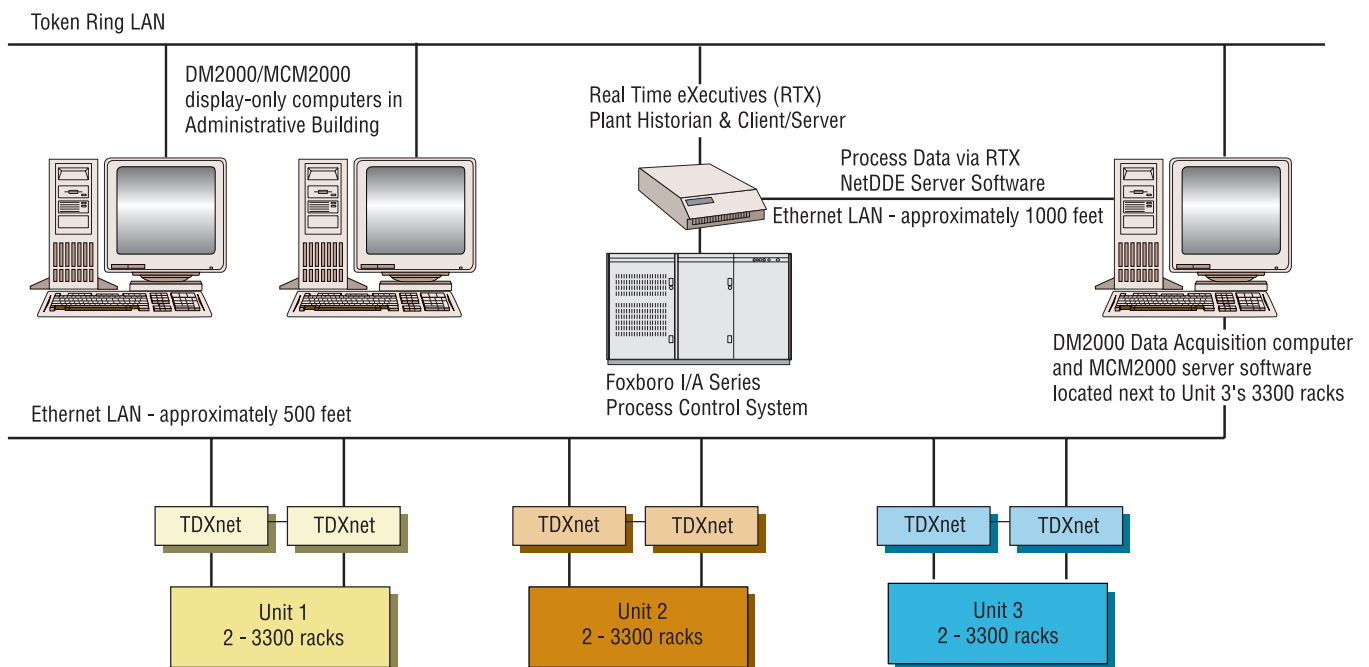 Token Ring LAN
DM2000/MCM2000
display-only computers in
Administrative Building
Real Time eXecutives (RTX)
Plant Historian & Client/Server
Process Data via RTX
NetDDE Server Software
Ethernet LAN - approximately 1000 feet
Foxboro I/A Series
Process Control System
DM2000 Data Acquisition computer
and MCM2000 server software
located next to Unit 3's 3300 racks
Ethernet LAN - approximately 500 feet
TDXnet
TDXnet
TDXnet
TDXnet
TDXnet
TDXnet
Unit 1
2 - 3300 racks
Unit 2
2 - 3300 racks
Unit 3
2 - 3300 racks